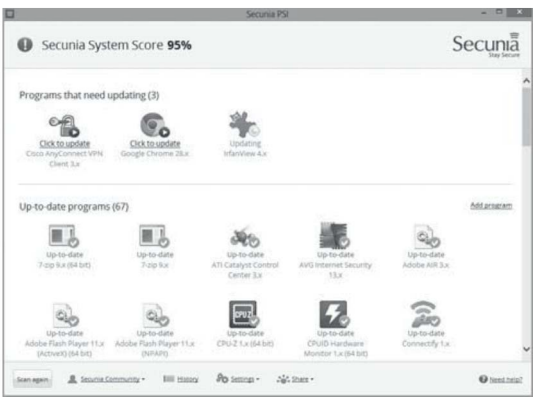 Secunia PSI
Secunia System Score 95%
Secunia
Stay Secure
Programs that need updating (3)
Click to update
Cisco AnyConnect VPN
Client 3.x
Click to update
Google Chrome 28.x
Updating
IrfanView 4.x
Up-to-date programs (67)
Add program
Up-to-date
7-zip 9.x (64 bit)
Up-to-date
7-zip 9.x
Up-to-date
ATI Catalyst Control
Center 3.x
Up-to-date
AVG Internet Security
13.x
Up-to-date
Adobe AIR 3.x
Up-to-date
Adobe Flash Player 11.x
(ActiveX) (64 bit)
Up-to-date
Adobe Flash Player 11.x
(NPAPI)
CPUZ
Up-to-date
CPU-Z 1.x (64 bit)
Up-to-date
CPUID Hardware
Monitor 1.x (64 bit)
Up-to-date
Connectify 1.x
Scan again
Secunia Community
History
Settings
Share
Need help?